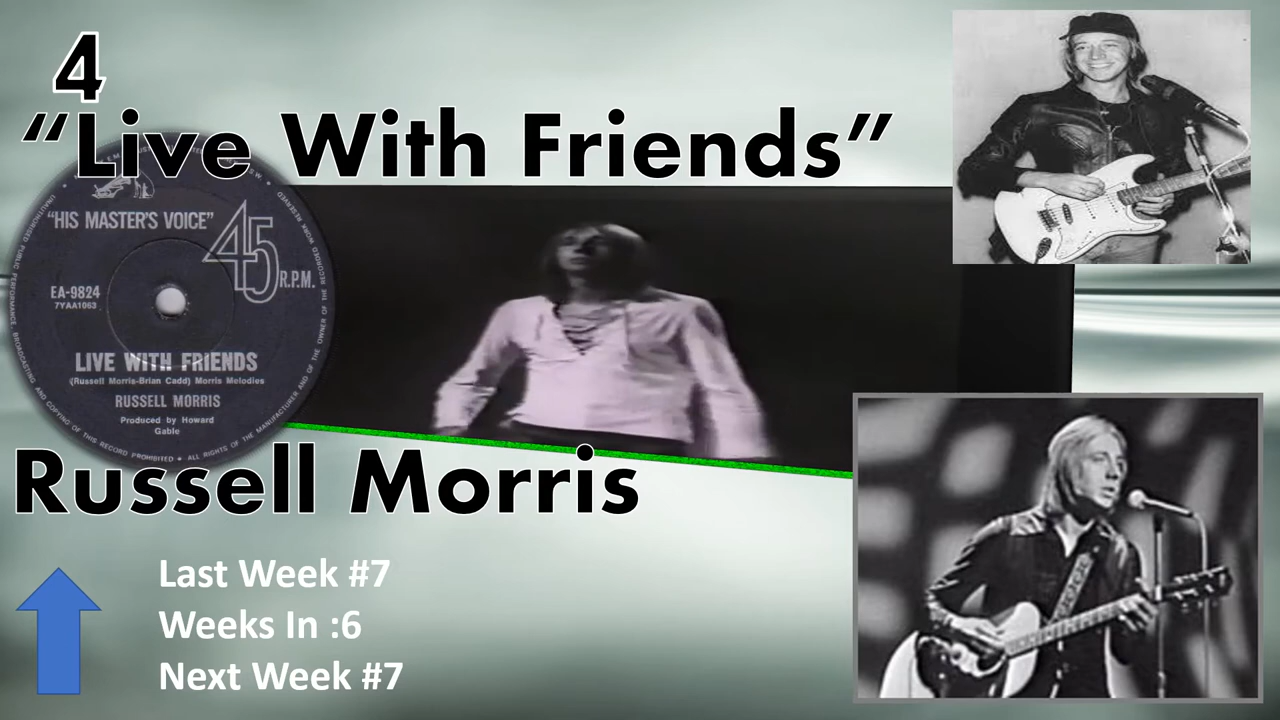 4
“Live With Friends”
"HIS MASTER'S VOICE"
45
R.P.M.
EA-9824
7YAA1063
LIVE WITH FRIENDS
(Russell Morris-Brian Cadd) Morris Melodies
RUSSELL MORRIS
Produced by Howard
Gable
Russell Morris
Last Week #7
Weeks In :6
Next Week #7